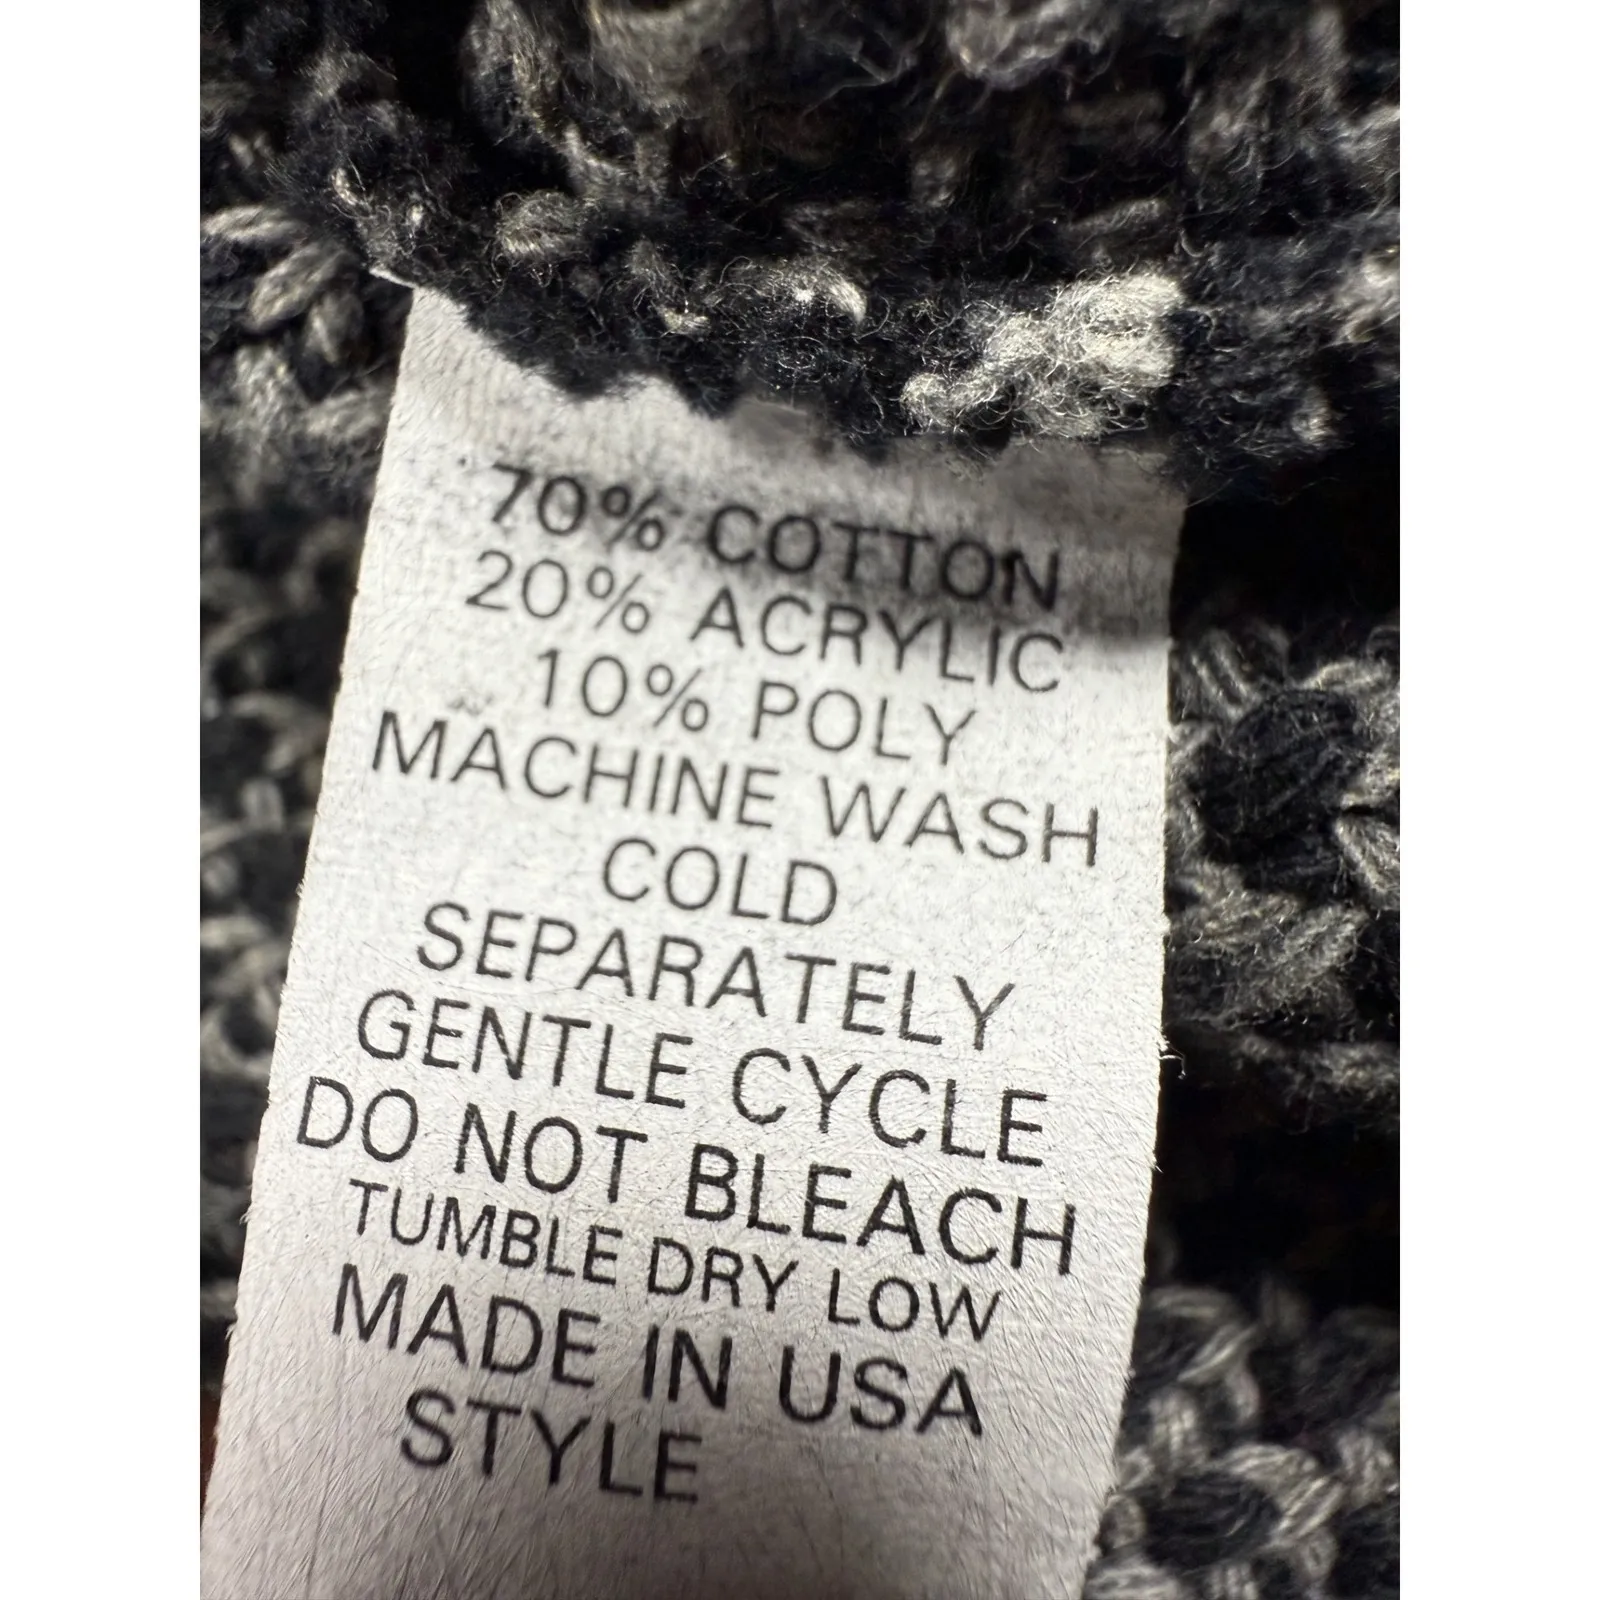 70% COTTON
20% ACRYLIC
10% POLY
MACHINE WASH
COLD
SEPARATELY
GENTLE CYCLE
DO NOT BLEACH
TUMBLE DRY LOW
MADE IN USA
STYLE